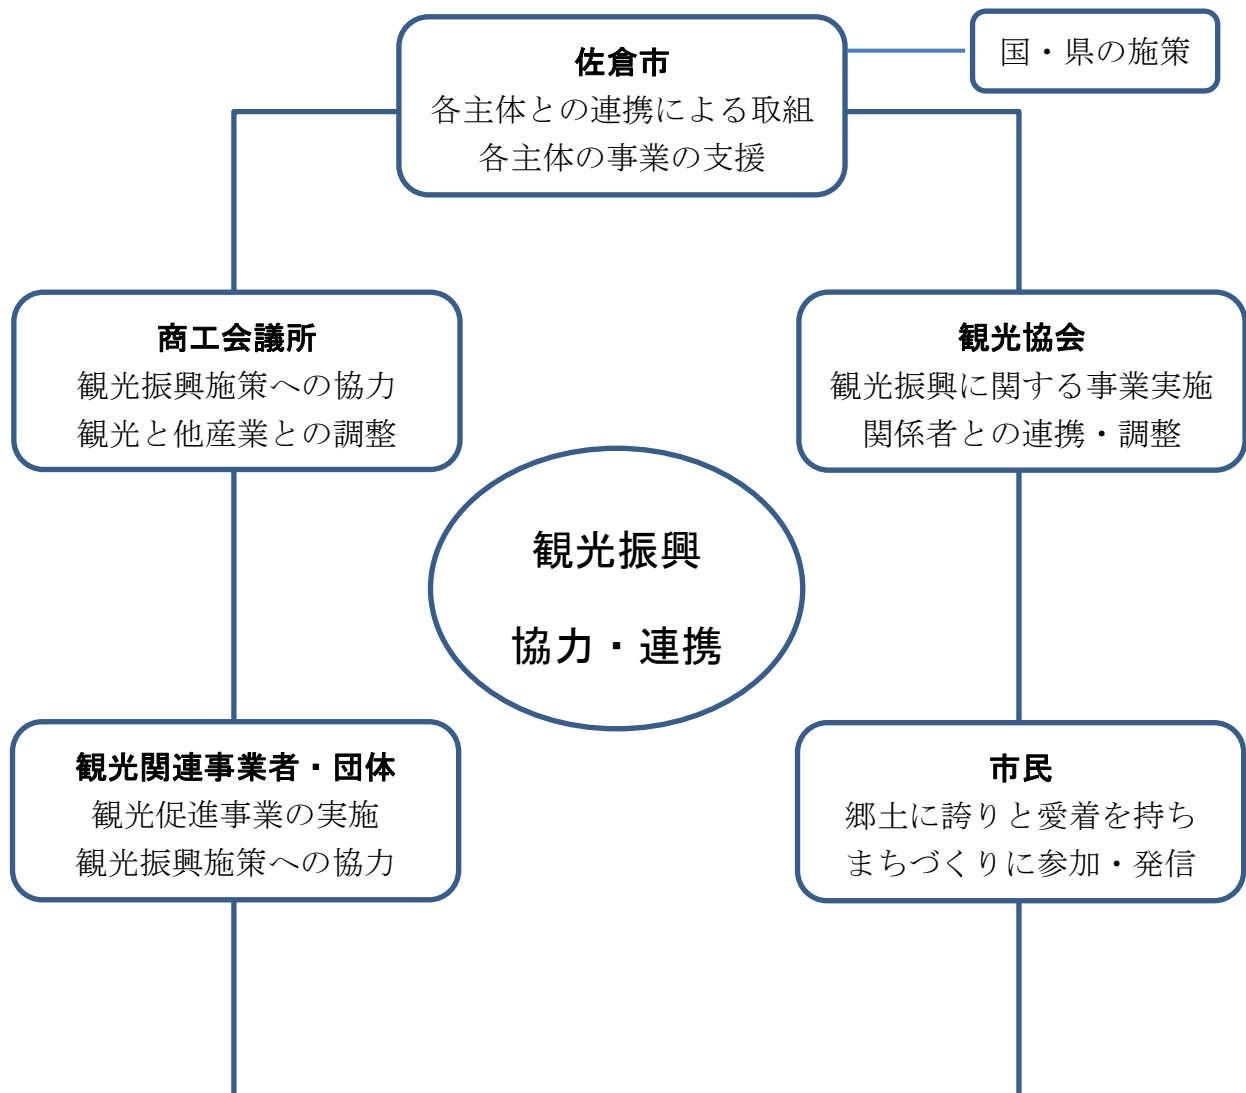 佐倉市
各主体との連携による取組
各主体の事業の支援
国・県の施策
商工会議所
観光振興施策への協力
観光と他産業との調整
観光協会
観光振興に関する事業実施
関係者との連携・調整
観光振興
協力・連携
観光関連事業者・団体
観光促進事業の実施
観光振興施策への協力
市民
郷土に誇りと愛着を持ち
まちづくりに参加・発信